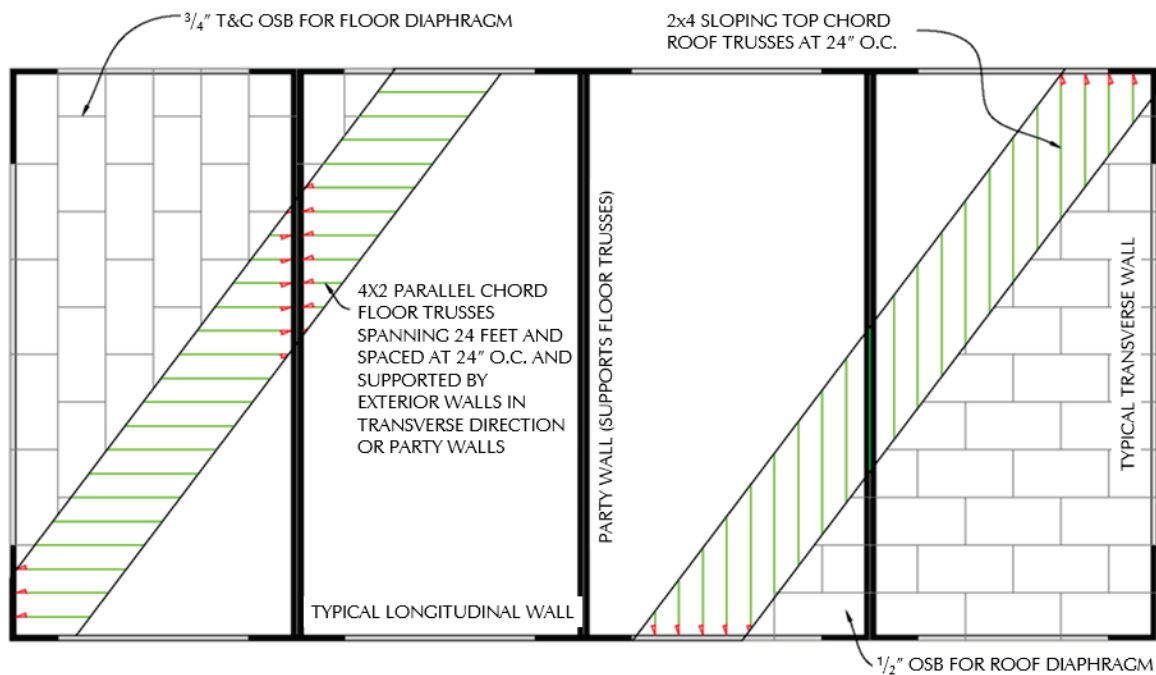 3/4" T&G OSB FOR FLOOR DIAPHRAGM
2x4 SLOPING TOP CHORD
ROOF TRUSSES AT 24" O.C.
4X2 PARALLEL CHORD
FLOOR TRUSSES
SPANNING 24 FEET AND
SPACED AT 24" O.C. AND
SUPPORTED BY
EXTERIOR WALLS IN
TRANSVERSE DIRECTION
OR PARTY WALLS
PARTY WALL (SUPPORTS FLOOR TRUSSES)
TYPICAL TRANSVERSE WALL
TYPICAL LONGITUDINAL WALL
1/2" OSB FOR ROOF DIAPHRAGM